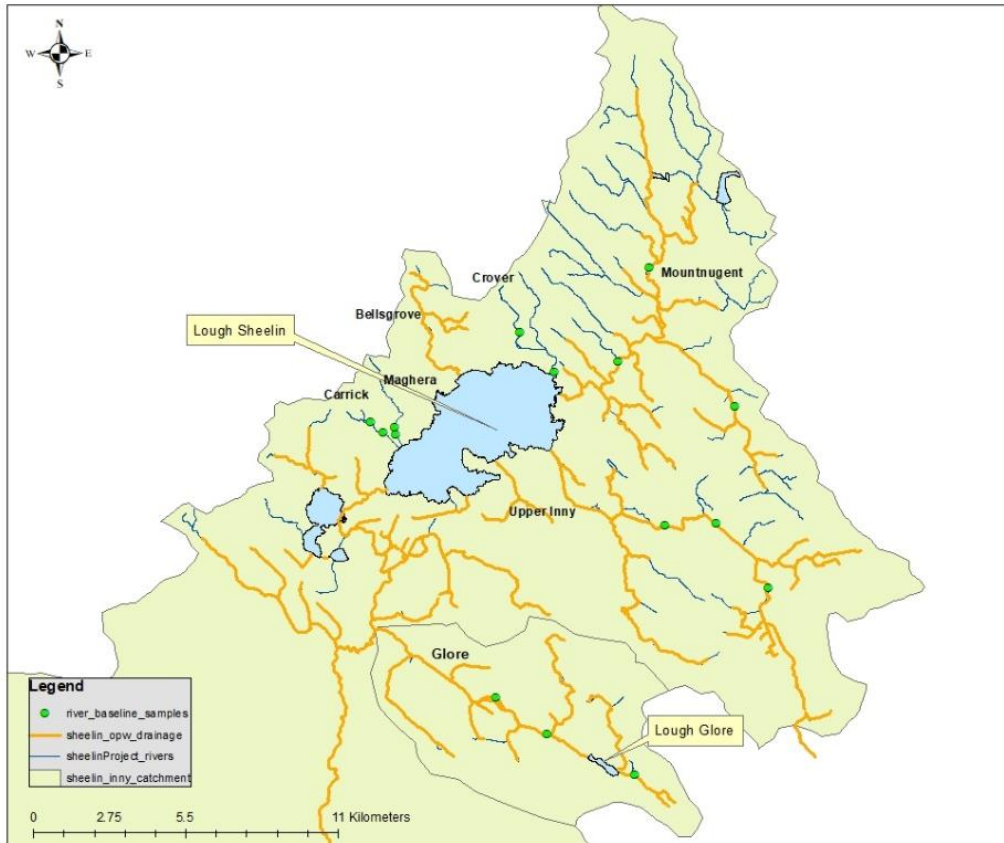 N
W E
S
Mountnugent
Crover
Bellsgrove
Lough Sheelin
Maghera
Carrick
Upper Inny
Glore
Lough Glore
Legend
river_baseline_samples
sheelin_opw_drainage
sheelinProject_rivers
sheelin_inny_catchment
0 2.75 5.5 11 Kilometers